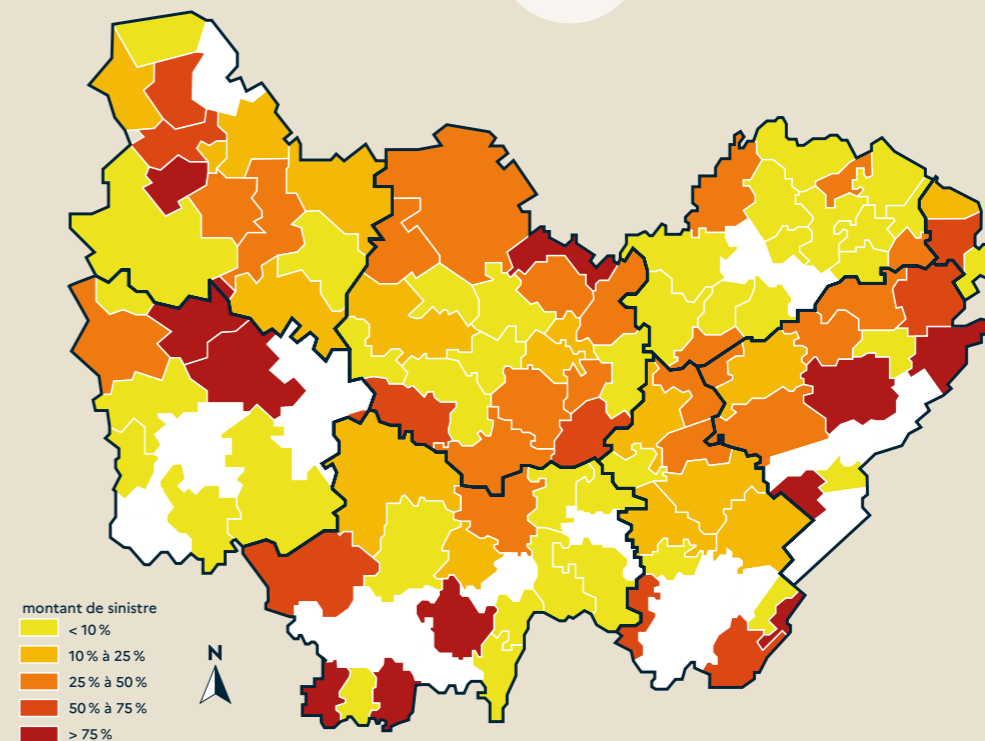 N
montant de sinistre
< 10 %
10 % à 25 %
25 % à 50 %
50 % à 75 %
> 75 %